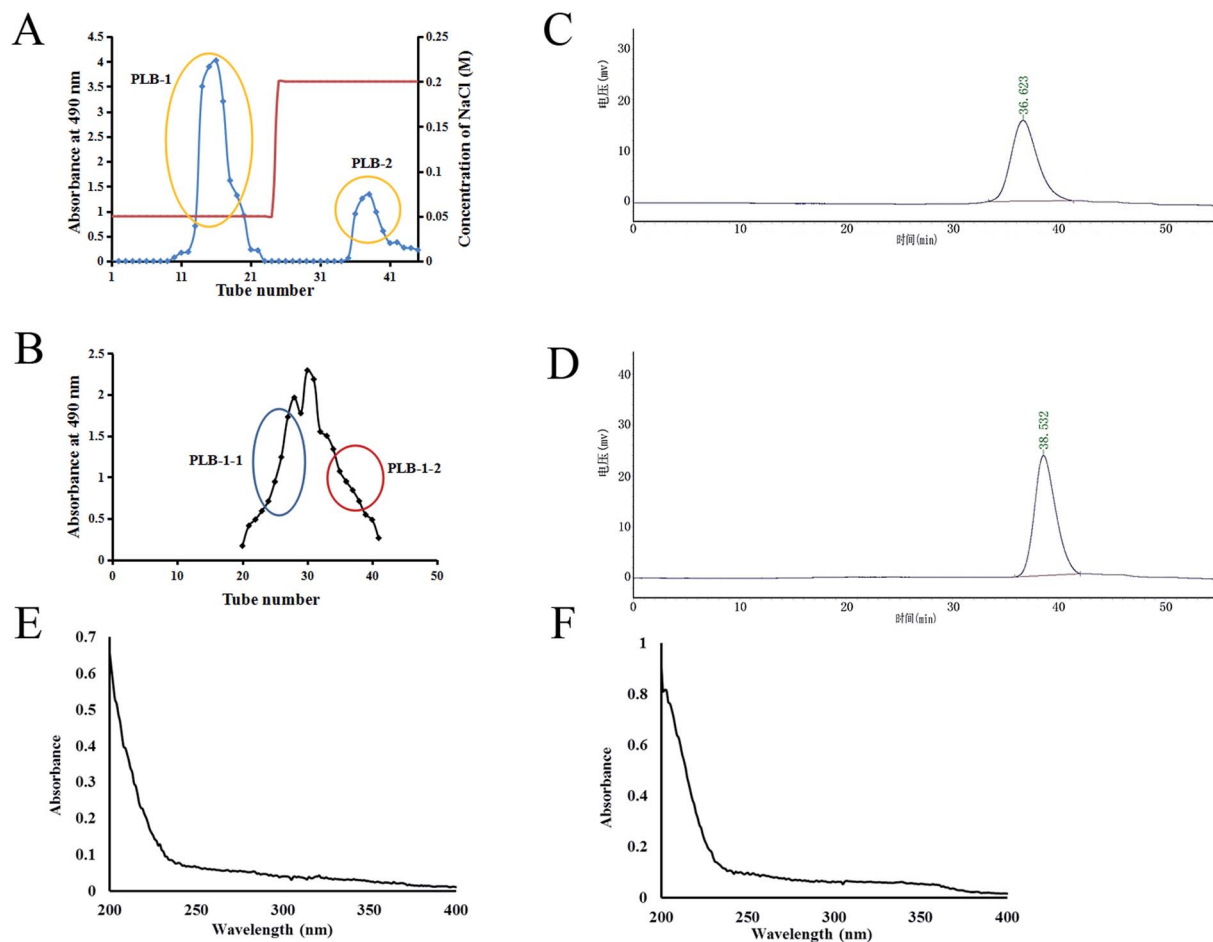 A
Absorbance at 490 nm
4.5
4
3.5
3
2.5
2
1.5
1
0.5
0
PLB-1
PLB-2
0.25
0.2
0.15
0.1
0.05
0
Concentration of NaCl (M)
1 11 21 31 41
Tube number
B
Absorbance at 490 nm
2.5
2
1.5
1
0.5
0
PLB-1-1
PLB-1-2
0 10 20 30 40 50
Tube number
C
电压(mv)
30
20
10
0
36.623
0 10 20 30 40 50
时间(min)
D
电压(mv)
40
30
20
10
0
38.532
0 10 20 30 40 50
时间(min)
E
Absorbance
0.7
0.6
0.5
0.4
0.3
0.2
0.1
0
200 250 300 350 400
Wavelength (nm)
F
Absorbance
1
0.8
0.6
0.4
0.2
0
200 250 300 350 400
Wavelength (nm)